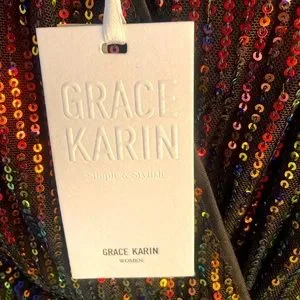 GRACE
KARIN
Simple & Stylish
GRACE KARIN
WOMEN